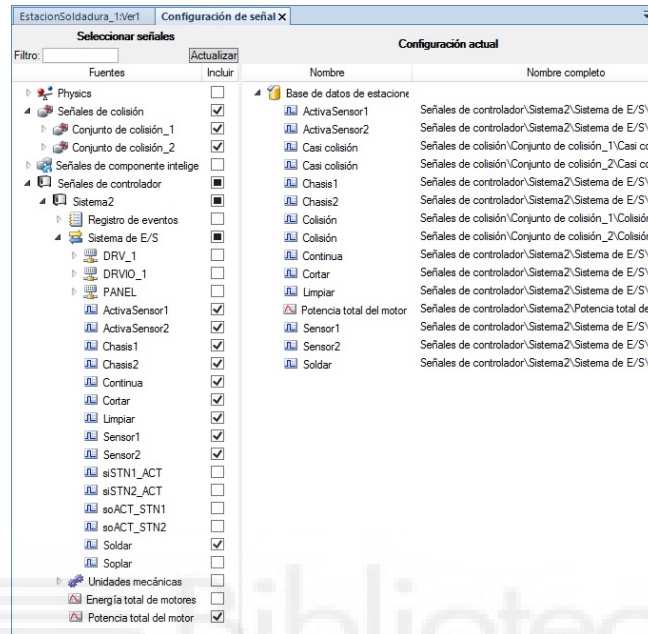 EstacionSoldadura_1:Ver1 Configuración de señal x
Seleccionar señales
Filtro: Actualizar
Fuentes Incluir
Physics
Señales de colisión
Conjunto de colisión_1
Conjunto de colisión_2
Señales de componente intelige
Señales de controlador
Sistema2
Registro de eventos
Sistema de E/S
DRV_1
DRVIO_1
PANEL
ActivaSensor1
ActivaSensor2
Chasis1
Chasis2
Continua
Cortar
Limpiar
Sensor1
Sensor2
siSTN1_ACT
siSTN2_ACT
soACT_STN1
soACT_STN2
Soldar
Soplar
Unidades mecánicas
Energía total de motores
Potencia total del motor
Configuración actual
Nombre Nombre completo
Base de datos de estacione
ActivaSensor1 Señales de controlador\Sistema2\Sistema de E/S\
ActivaSensor2 Señales de controlador\Sistema2\Sistema de E/S\
Casi colisión Señales de colisión\Conjunto de colisión_1\Casi co
Casi colisión Señales de colisión\Conjunto de colisión_2\Casi co
Chasis1 Señales de controlador\Sistema2\Sistema de E/S\
Chasis2 Señales de controlador\Sistema2\Sistema de E/S\
Colisión Señales de colisión\Conjunto de colisión_1\Colisión
Colisión Señales de colisión\Conjunto de colisión_2\Colisión
Continua Señales de controlador\Sistema2\Sistema de E/S\
Cortar Señales de controlador\Sistema2\Sistema de E/S\
Limpiar Señales de controlador\Sistema2\Sistema de E/S\
Potencia total del motor Señales de controlador\Sistema2\Potencia total de
Sensor1 Señales de controlador\Sistema2\Sistema de E/S\
Sensor2 Señales de controlador\Sistema2\Sistema de E/S\
Soldar Señales de controlador\Sistema2\Sistema de E/S\
Bibliotec